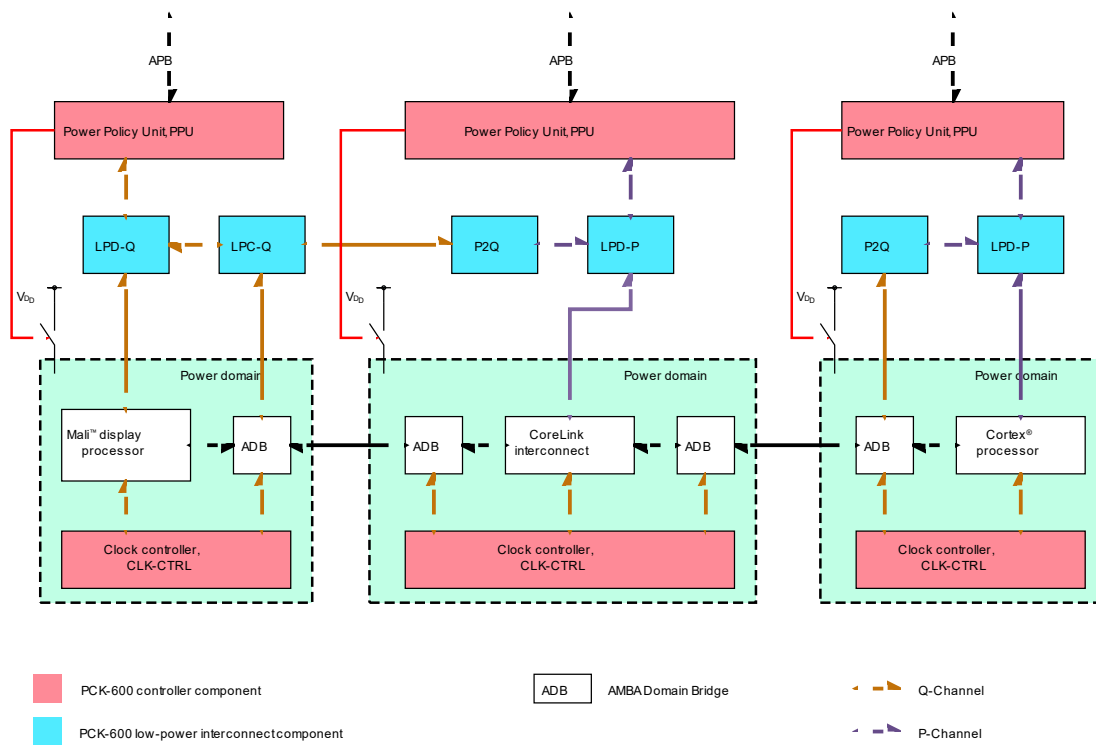 APB
APB
APB
Power Policy Unit, PPU
Power Policy Unit, PPU
Power Policy Unit, PPU
LPD-Q
LPC-Q
P2Q
LPD-P
P2Q
LPD-P
VDD
VDD
VDD
Power domain
Power domain
Power domain
Mali™ display
processor
ADB
ADB
CoreLink
interconnect
ADB
ADB
Cortex®
processor
Clock controller,
CLK-CTRL
Clock controller,
CLK-CTRL
Clock controller,
CLK-CTRL
PCK-600 controller component
ADB
AMBA Domain Bridge
Q-Channel
PCK-600 low-power interconnect component
P-Channel